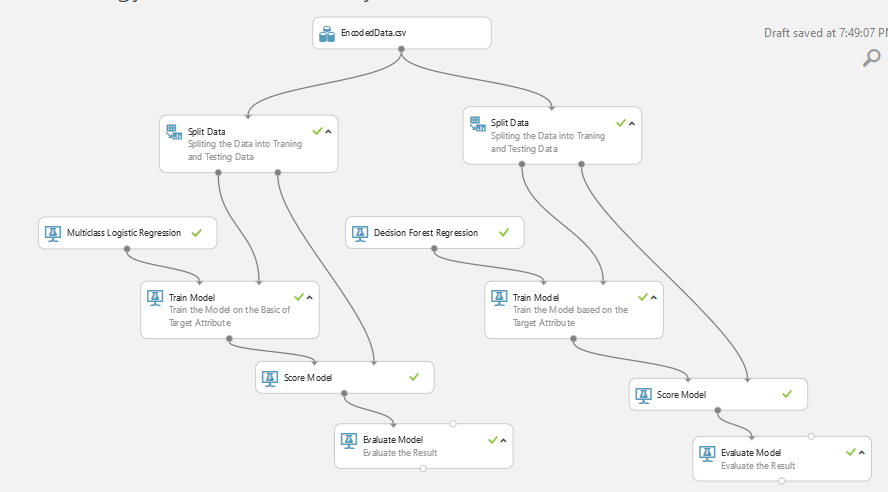 EncodedData.csv
Draft saved at 7:49:07 PM
Split Data
Spliting the Data into Traning
and Testing Data
Split Data
Spliting the Data into Traning
and Testing Data
Multiclass Logistic Regression
Decision Forest Regression
Train Model
Train the Model on the Basic of
Target Attribute
Train Model
Train the Model based on the
Target Attribute
Score Model
Score Model
Evaluate Model
Evaluate the Result
Evaluate Model
Evaluate the Result